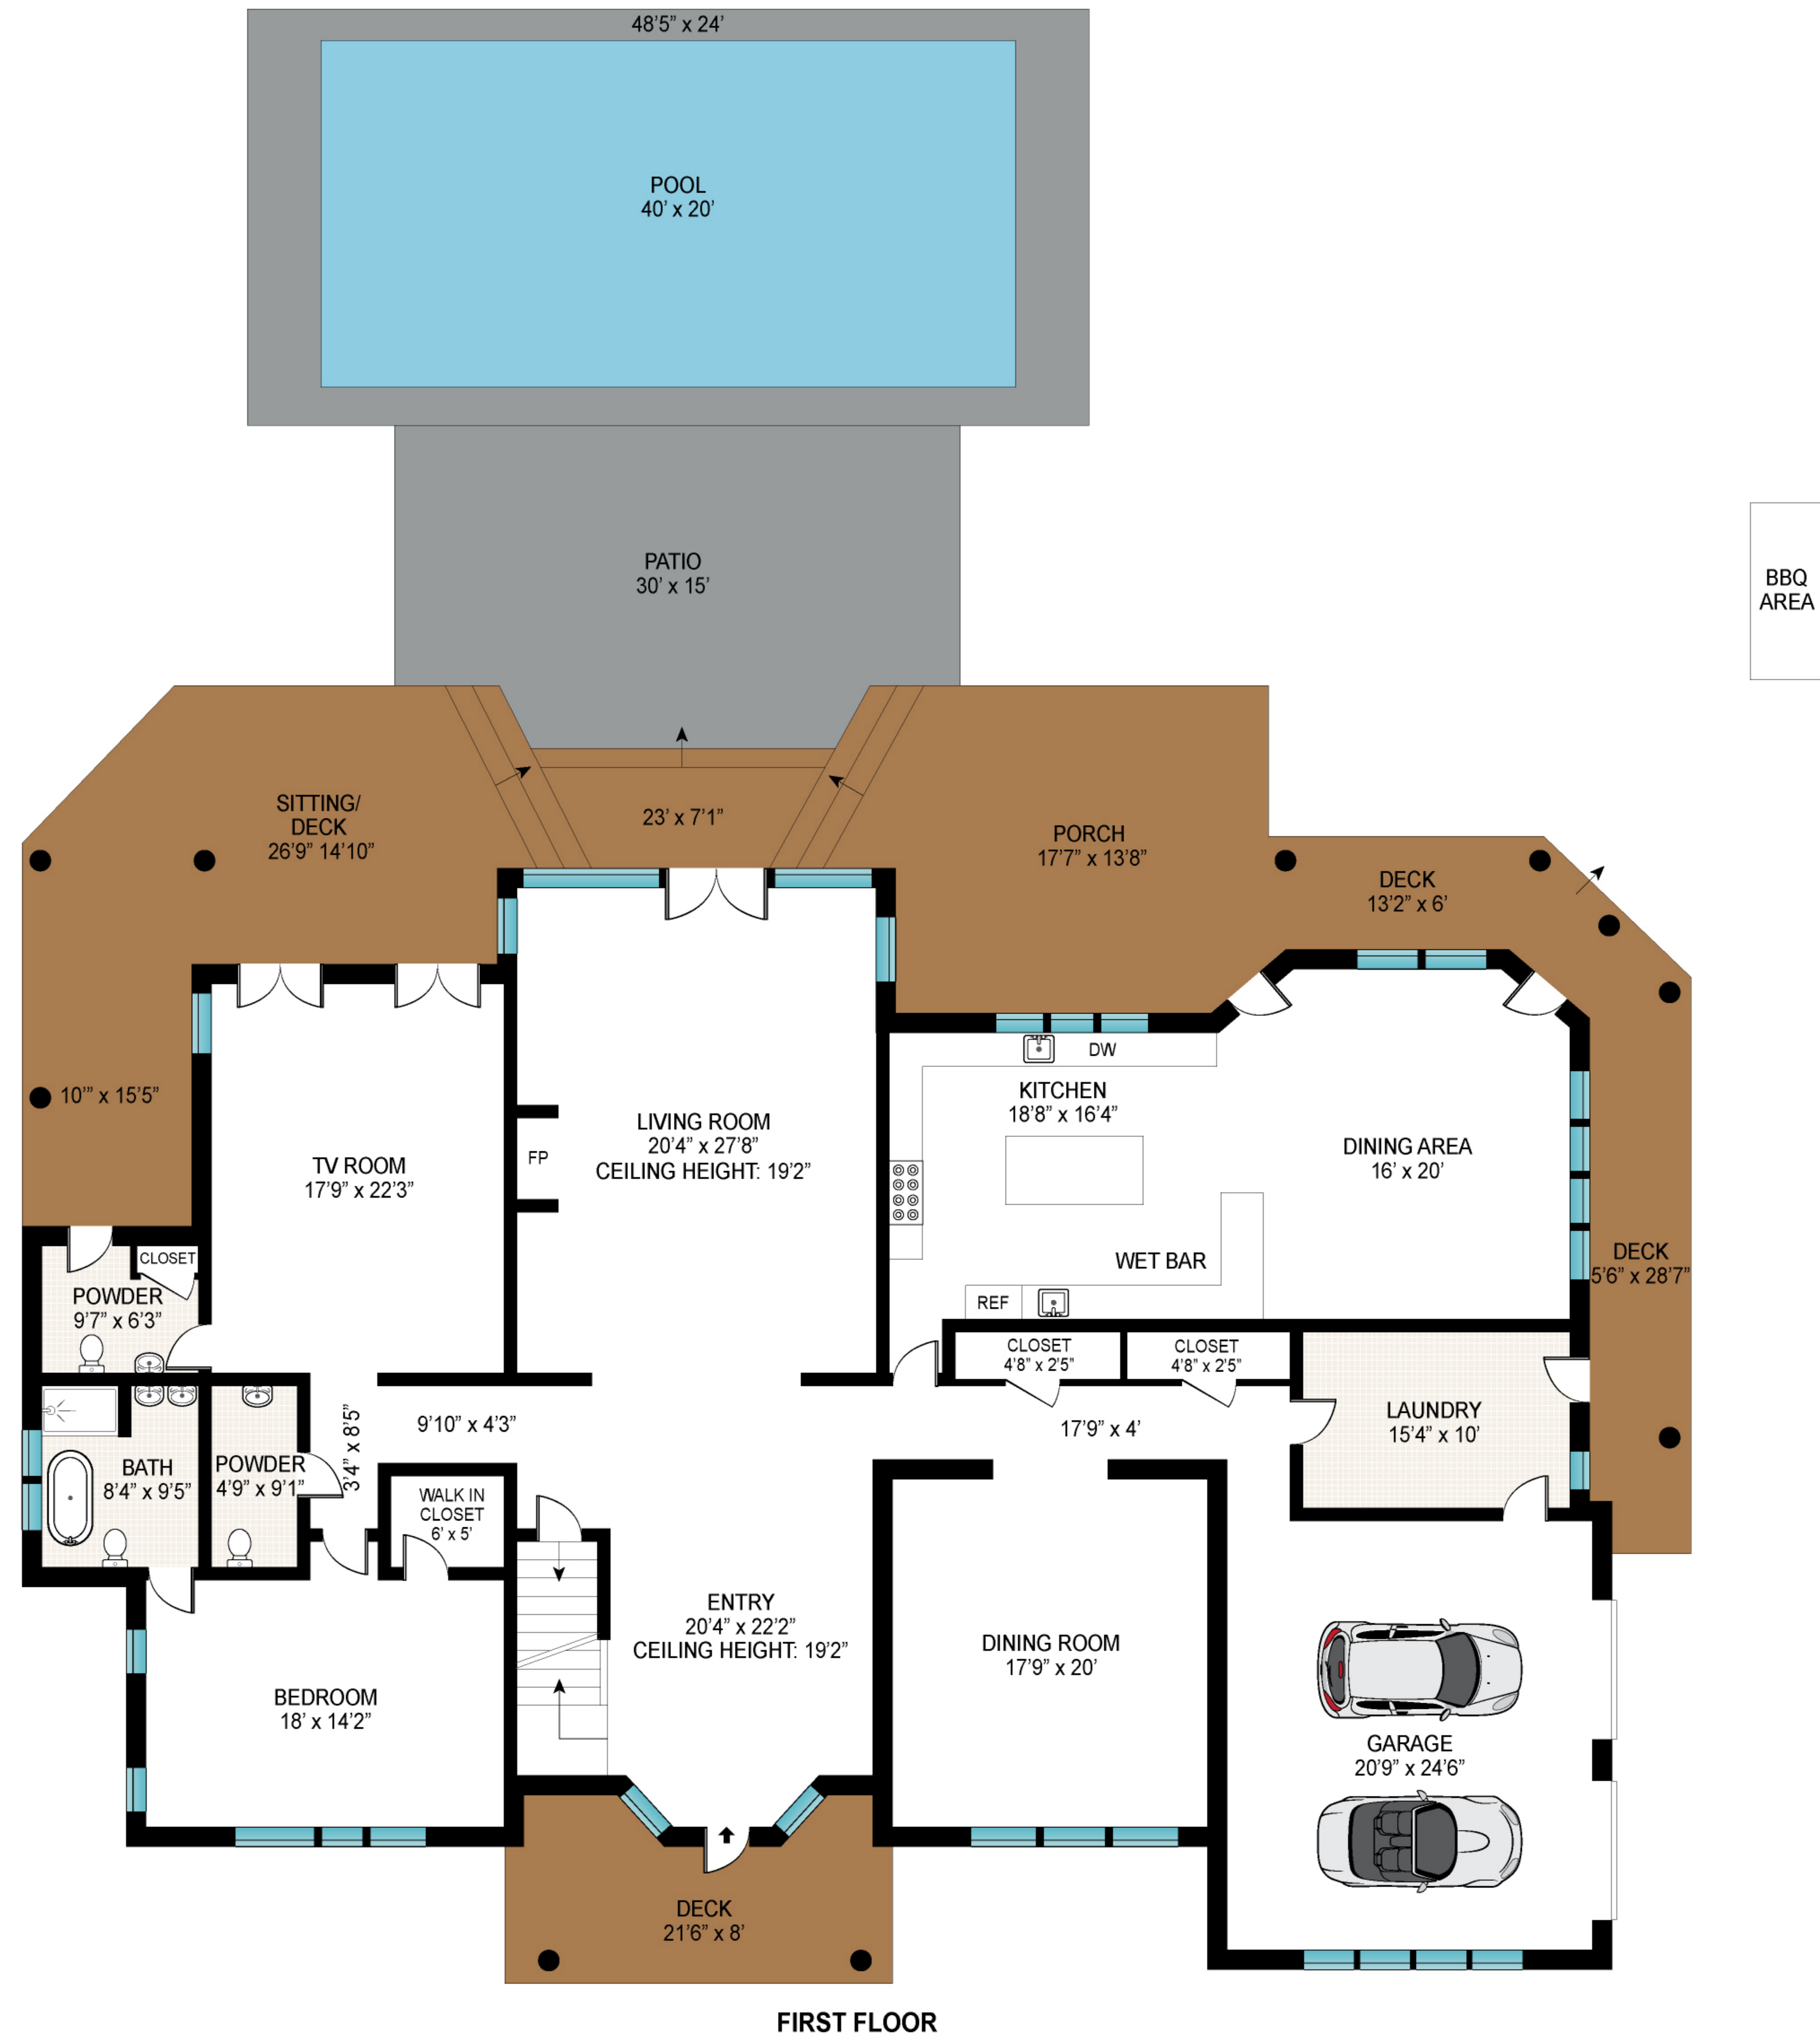 48'5” x 24'
POOL
40’ x 20’
PATIO
30’ x 15’
BBQ
AREA
SITTING/
DECK
26’9” 14’10”
23’ x 7’1”
PORCH
17’7” x 13’8”
DECK
13’2” x 6’
10’” x 15’5”
DW
KITCHEN
18’8” x 16’4”
LIVING ROOM
20’4” x 27’8”
CEILING HEIGHT: 19’2”
FP
TV ROOM
17’9” x 22’3”
DINING AREA
16’ x 20’
WET BAR
REF
DECK
5’6” x 28’7”
CLOSET
POWDER
9’7” x 6’3”
CLOSET
4’8” x 2’5”
CLOSET
4’8” x 2’5”
LAUNDRY
15’4” x 10’
17’9” x 4’
9’10” x 4’3”
3’4” x 8’5”
BATH
8’4” x 9’5”
POWDER
4’9” x 9’1”
WALK IN
CLOSET
6’ x 5’
ENTRY
20’4” x 22’2”
CEILING HEIGHT: 19’2”
DINING ROOM
17’9” x 20’
BEDROOM
18’ x 14’2”
GARAGE
20’9” x 24’6”
DECK
21’6” x 8’
FIRST FLOOR